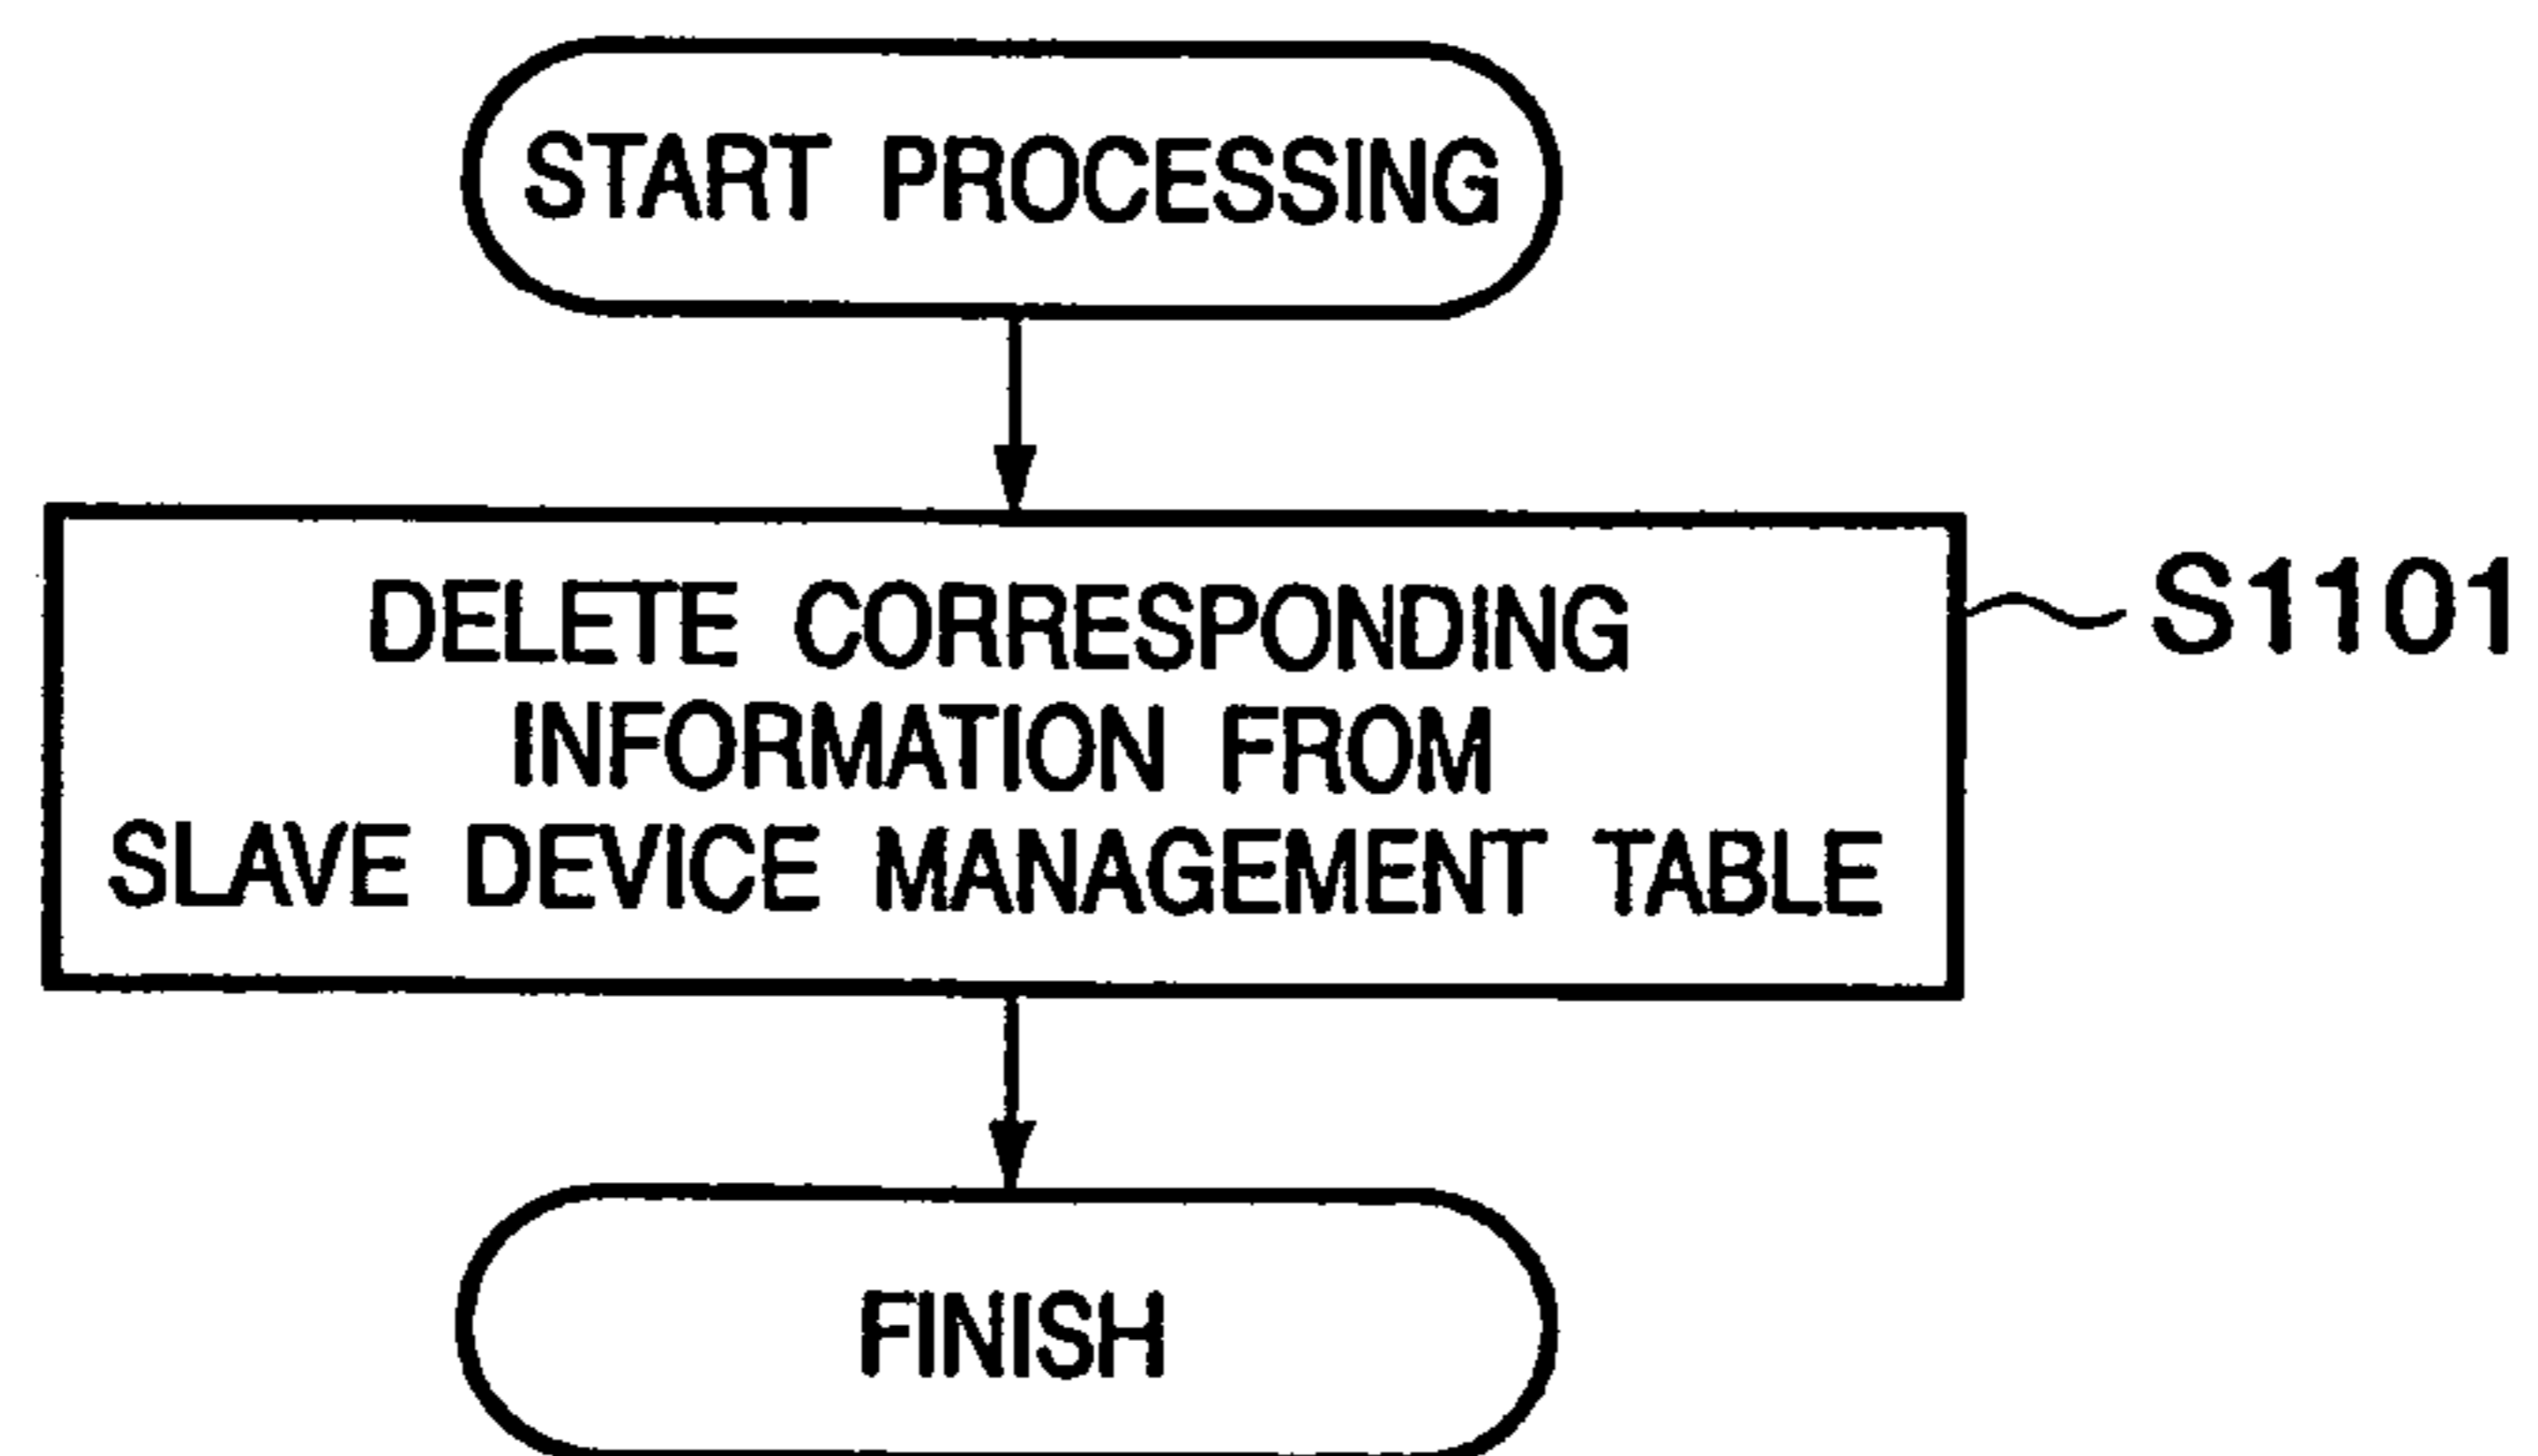 START PROCESSING
DELETE CORRESPONDING
INFORMATION FROM
SLAVE DEVICE MANAGEMENT TABLE
S1101
FINISH